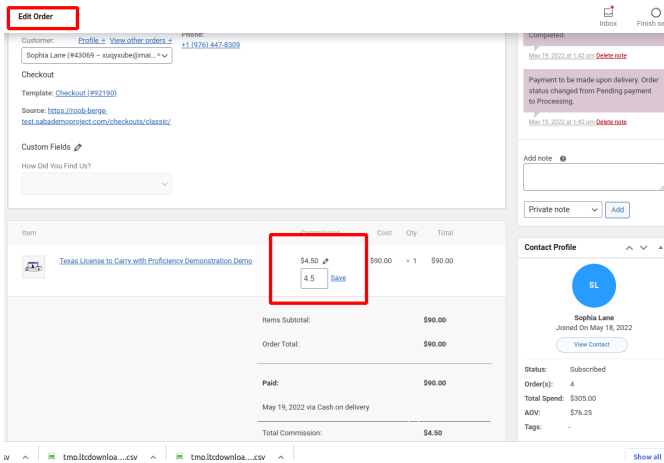 Edit Order
Inbox
Finish se
Customer: Profile → View other orders →
Phone:
+1 (976) 447-8309
Sophia Lane (#43069 – xuqyxube@mai... ×
Checkout
Template: Checkout (#92190)
Source: https://roob-berge-
test.sabademoproject.com/checkouts/classic/
Custom Fields
How Did You Find Us?
Completed.
May 19, 2022 at 1:42 pm Delete note
Payment to be made upon delivery. Order
status changed from Pending payment
to Processing.
May 19, 2022 at 1:42 pm Delete note
Add note
Private note
Add
Item Commission Cost Qty Total
Texas License to Carry with Proficiency Demonstration Demo $4.50 $90.00 × 1 $90.00
4.5 Save
Items Subtotal: $90.00
Order Total: $90.00
Paid: $90.00
May 19, 2022 via Cash on delivery
Total Commission: $4.50
Contact Profile
SL
Sophia Lane
Joined On May 18, 2022
View Contact
Status: Subscribed
Order(s): 4
Total Spend: $305.00
AOV: $76.25
Tags: -
sv
tmp.ltcdownloa....csv
tmp.ltcdownloa....csv
Show all